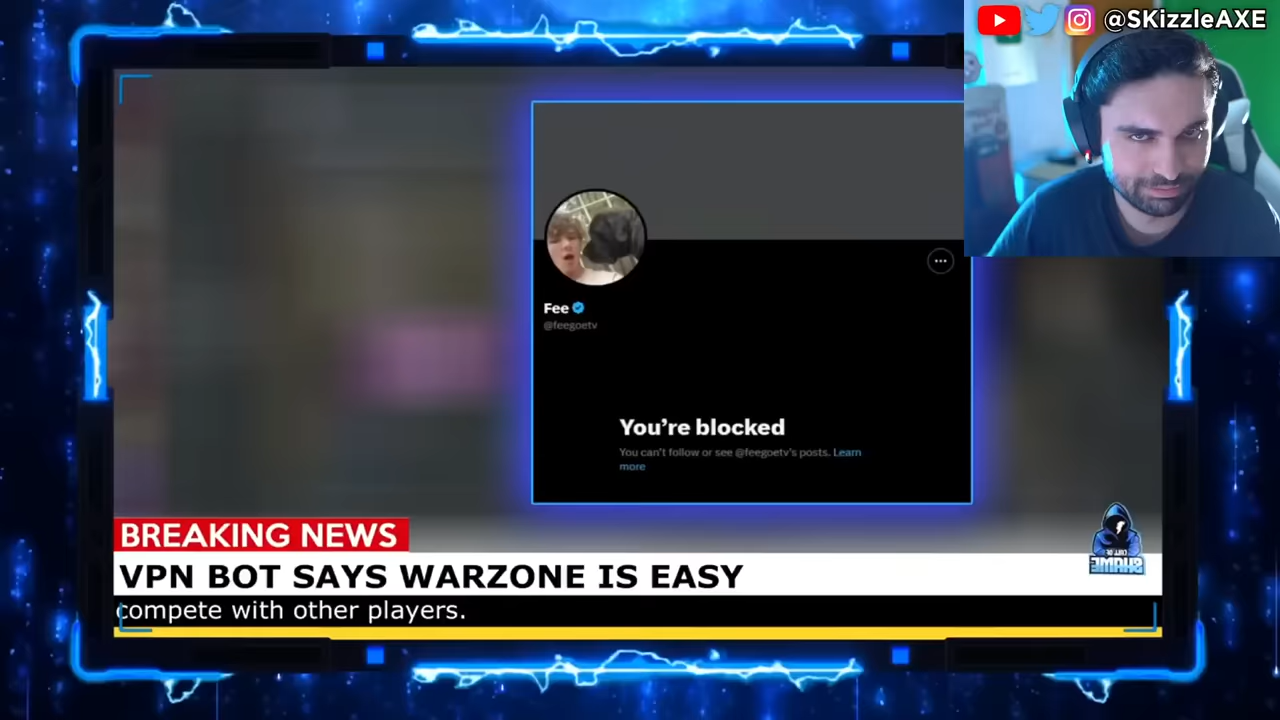 @SKizzleAXE
Fee
@feegoetv
You're blocked
You can't follow or see @feegoetv's posts. Learn
more
BREAKING NEWS
VPN BOT SAYS WARZONE IS EASY
compete with other players.
SHAME